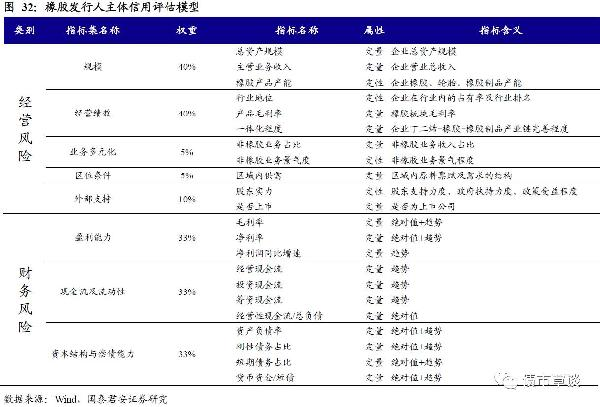 图 32：橡胶发行人主体信用评估模型
类别 指标类名称 权重 指标名称 属性 指标含义
经营风险
规模 40% 总资产规模 定量 企业总资产规模
主营业务收入 定量 企业营业总收入
橡胶产品产能 定性 企业橡胶、轮胎、橡胶制品产能
经营绩效 40% 行业地位 定性 企业在行业内的占有率及行业排名
产品毛利率 定量 橡胶板块毛利率
一体化程度 定量 企业丁二烯-橡胶-橡胶制品产业链完善程度
业务多元化 5% 非橡胶业务占比 定量 非橡胶业务收入占比
非橡胶业务景气度 定性 非橡胶业务景气程度
区位条件 5% 区域内供需 定量 区域内原料集散及需求的结构
外部支持 10% 股东实力 定性 股东支持力度、政府扶持力度、政策受益程度
是否上市 定量 是否为上市公司
财务风险
盈利能力 33% 毛利率 定量 绝对值+趋势
净利率 定量 绝对值+趋势
净利润同比增速 定量 趋势
现金流及流动性 33% 经营现金流 定量 趋势
投资现金流 定量 趋势
筹资现金流 定量 趋势
经营性现金流/总负债 定量 绝对值
资本结构与偿债能力 33% 资产负债率 定量 绝对值+趋势
刚性债务占比 定量 绝对值+趋势
短期债务占比 定量 绝对值+趋势
货币资金/短债 定量 绝对值+趋势
数据来源：Wind、国泰君安证券研究
债市覃谈